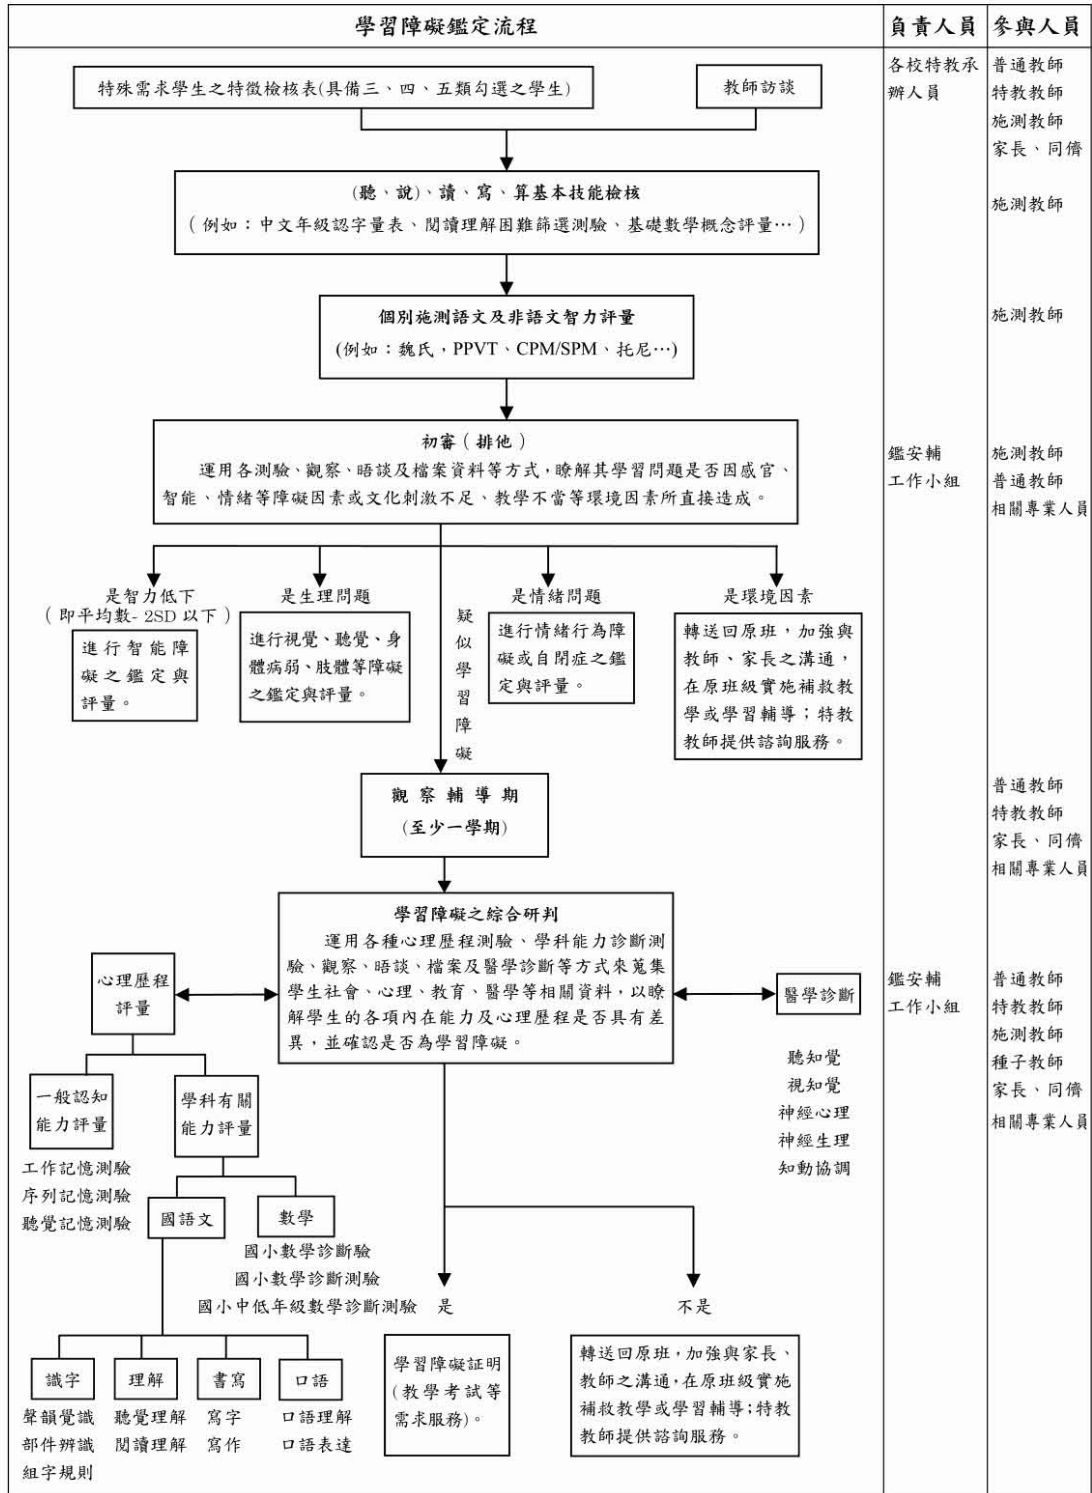 學習障礙鑑定流程
負責人員
參與人員
特殊需求學生之特徵檢核表(具備三、四、五類勾選之學生)
教師訪談
各校特教承
辦人員
普通教師
特教教師
施測教師
家長、同儕
(聽、說)、讀、寫、算基本技能檢核
(例如：中文年級認字量表、閱讀理解困難篩選測驗、基礎數學概念評量…)
施測教師
個別施測語文及非語文智力評量
(例如：魏氏，PPVT、CPM/SPM、托尼…)
施測教師
初審(排他)
運用各測驗、觀察、晤談及檔案資料等方式，瞭解其學習問題是否因感官、
智能、情緒等障礙因素或文化刺激不足、教學不當等環境因素所直接造成。
鑑安輔
工作小組
施測教師
普通教師
相關專業人員
是智力低下
(即平均數- 2SD 以下)
進行智能障
礙之鑑定與
評量。
是生理問題
進行視覺、聽覺、身
體病弱、肢體等障礙
之鑑定與評量。
疑
似
學
習
障
礙
是情緒問題
進行情緒行為障
礙或自閉症之鑑
定與評量。
是環境因素
轉送回原班，加強與
教師、家長之溝通，
在原班級實施補救教
學或學習輔導；特教
教師提供諮詢服務。
觀察輔導期
(至少一學期)
普通教師
特教教師
家長、同儕
相關專業人員
學習障礙之綜合研判
運用各種心理歷程測驗、學科能力診斷測
驗、觀察、晤談、檔案及醫學診斷等方式來蒐集
學生社會、心理、教育、醫學等相關資料，以瞭
解學生的各項內在能力及心理歷程是否具有差
異，並確認是否為學習障礙。
心理歷程
評量
醫學診斷
聽知覺
視知覺
神經心理
神經生理
知動協調
鑑安輔
工作小組
普通教師
特教教師
施測教師
種子教師
家長、同儕
相關專業人員
一般認知
能力評量
學科有關
能力評量
工作記憶測驗
序列記憶測驗
聽覺記憶測驗
國語文
數學
國小數學診斷驗
國小數學診斷測驗
國小中低年級數學診斷測驗
是
不是
識字
理解
書寫
口語
聲韻覺識
部件辨識
組字規則
聽覺理解
閱讀理解
寫字
寫作
口語理解
口語表達
學習障礙証明
(教學考試等
需求服務)。
轉送回原班，加強與家長、
教師之溝通，在原班級實施
補救教學或學習輔導；特教
教師提供諮詢服務。